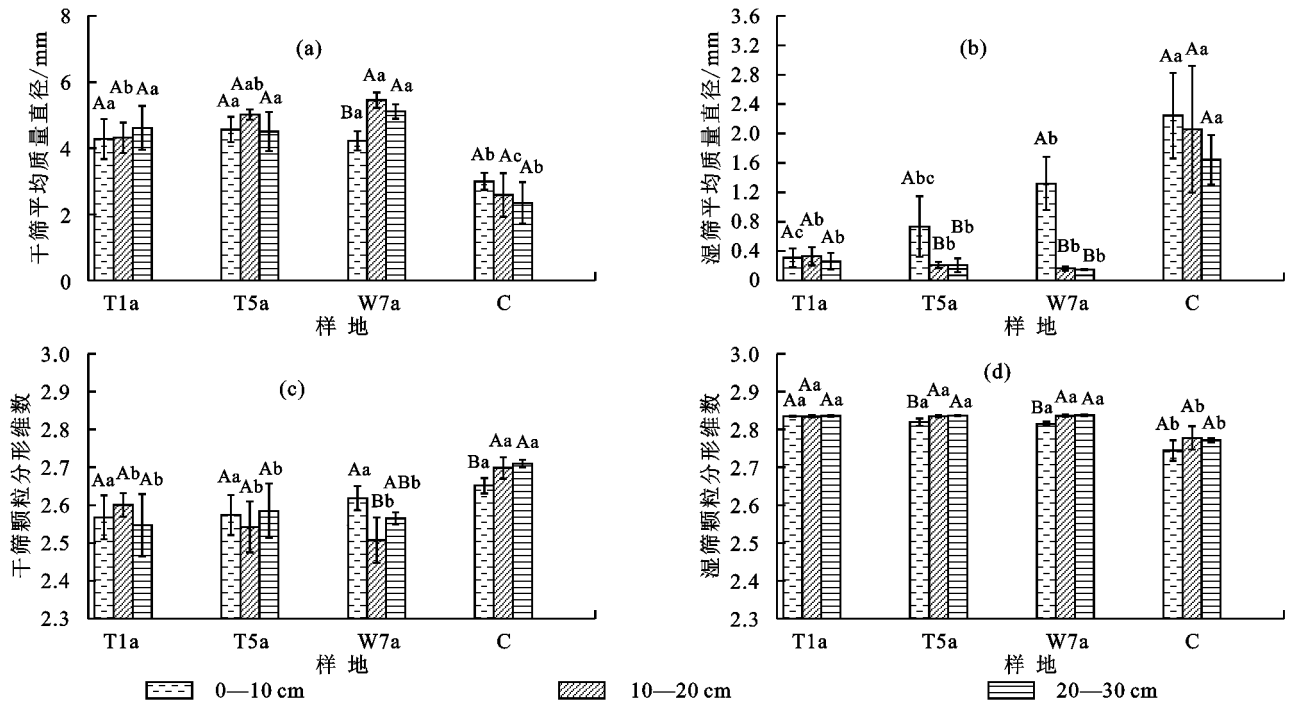 干筛平均质量直径/mm
8
6
4
2
0
(a)
Aa Ab Aa
Aa Aab Aa
Ba Aa Aa
Ab Ac Ab
T1a T5a W7a C
样 地
湿筛平均质量直径/mm
3.6
3.2
2.8
2.4
2.0
1.6
1.2
0.8
0.4
0
(b)
Ac Ab Ab
Abc Bb Bb
Ab Bb Bb
Aa Aa Aa
T1a T5a W7a C
样 地
干筛颗粒分形维数
3.0
2.9
2.8
2.7
2.6
2.5
2.4
2.3
(c)
Aa Ab Ab
Aa Ab Ab
Aa Bb ABb
Ba Aa Aa
T1a T5a W7a C
样 地
湿筛颗粒分形维数
3.0
2.9
2.8
2.7
2.6
2.5
2.4
2.3
(d)
Aa Aa Aa
Ba Aa Aa
Ba Aa Aa
Ab Ab Ab
T1a T5a W7a C
样 地
0—10 cm 10—20 cm 20—30 cm